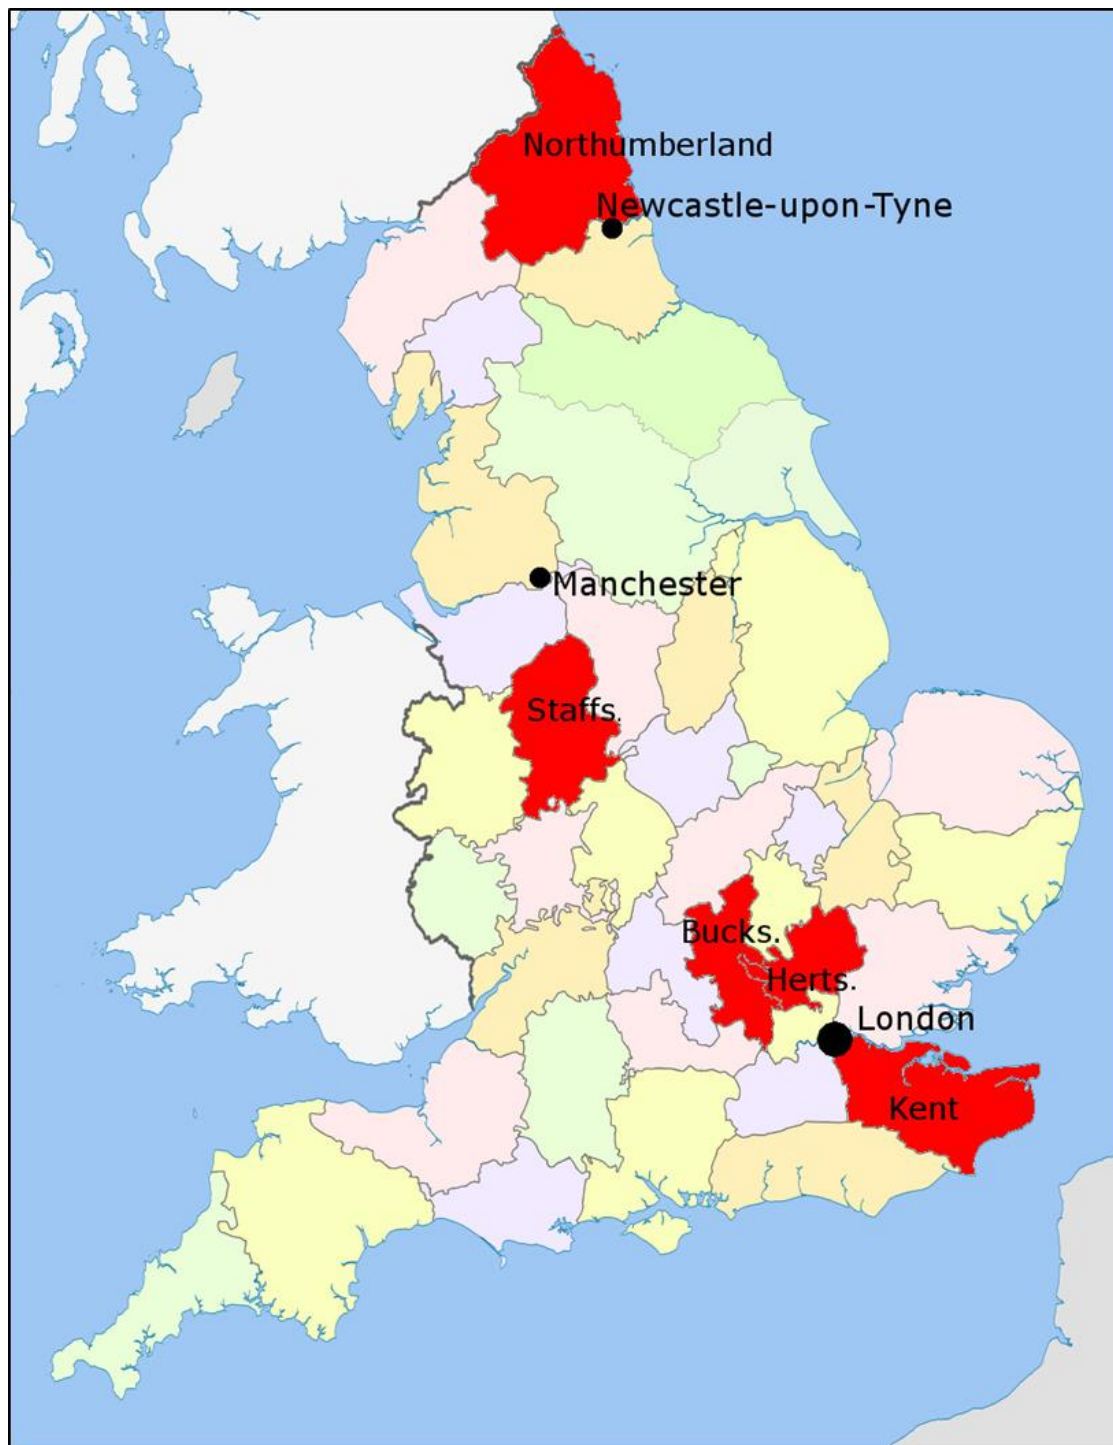 Northumberland
Newcastle-upon-Tyne
Manchester
Staffs.
Bucks.
Herts.
London
Kent